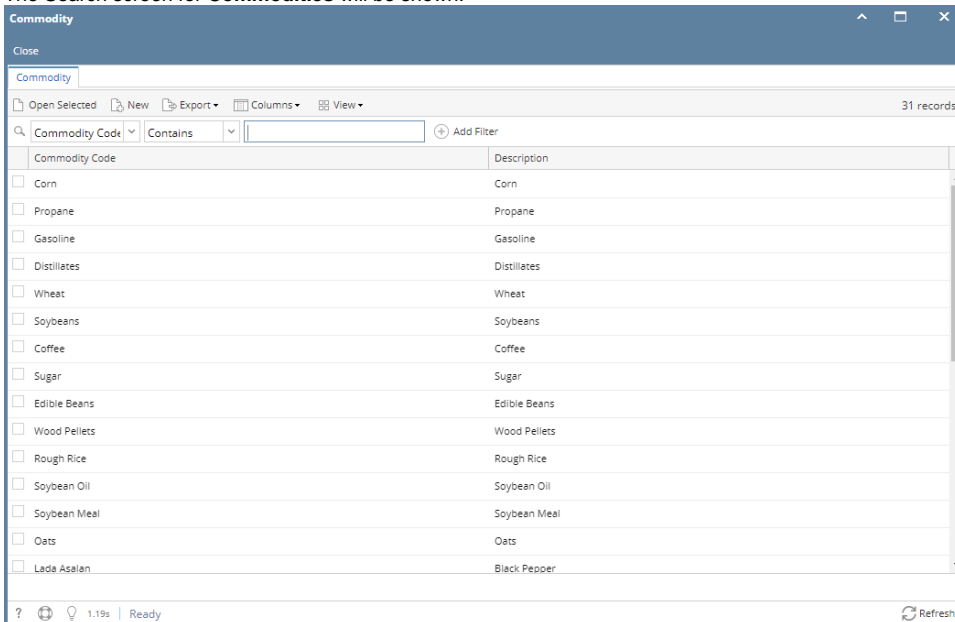 The Search screen for Commodities will be shown.
Commodity
Close
Commodity
Open Selected New Export Columns View 31 records
Commodity Code Contains Add Filter
Commodity Code Description
Corn Corn
Propane Propane
Gasoline Gasoline
Distillates Distillates
Wheat Wheat
Soybeans Soybeans
Coffee Coffee
Sugar Sugar
Edible Beans Edible Beans
Wood Pellets Wood Pellets
Rough Rice Rough Rice
Soybean Oil Soybean Oil
Soybean Meal Soybean Meal
Oats Oats
Lada Asalan Black Pepper
? 1.19s Ready Refresh